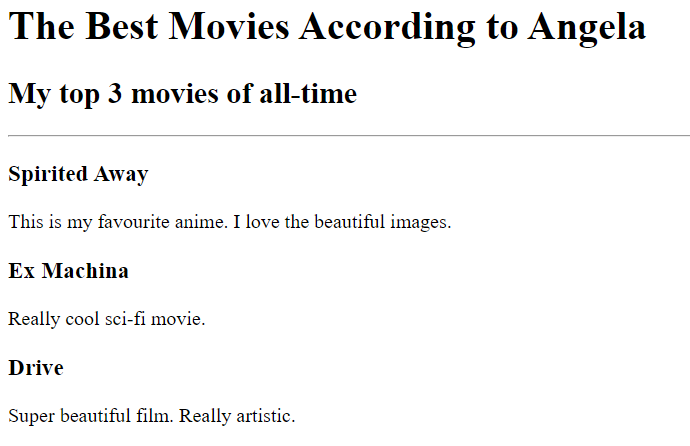 The Best Movies According to Angela
My top 3 movies of all-time
Spirited Away
This is my favourite anime. I love the beautiful images.
Ex Machina
Really cool sci-fi movie.
Drive
Super beautiful film. Really artistic.